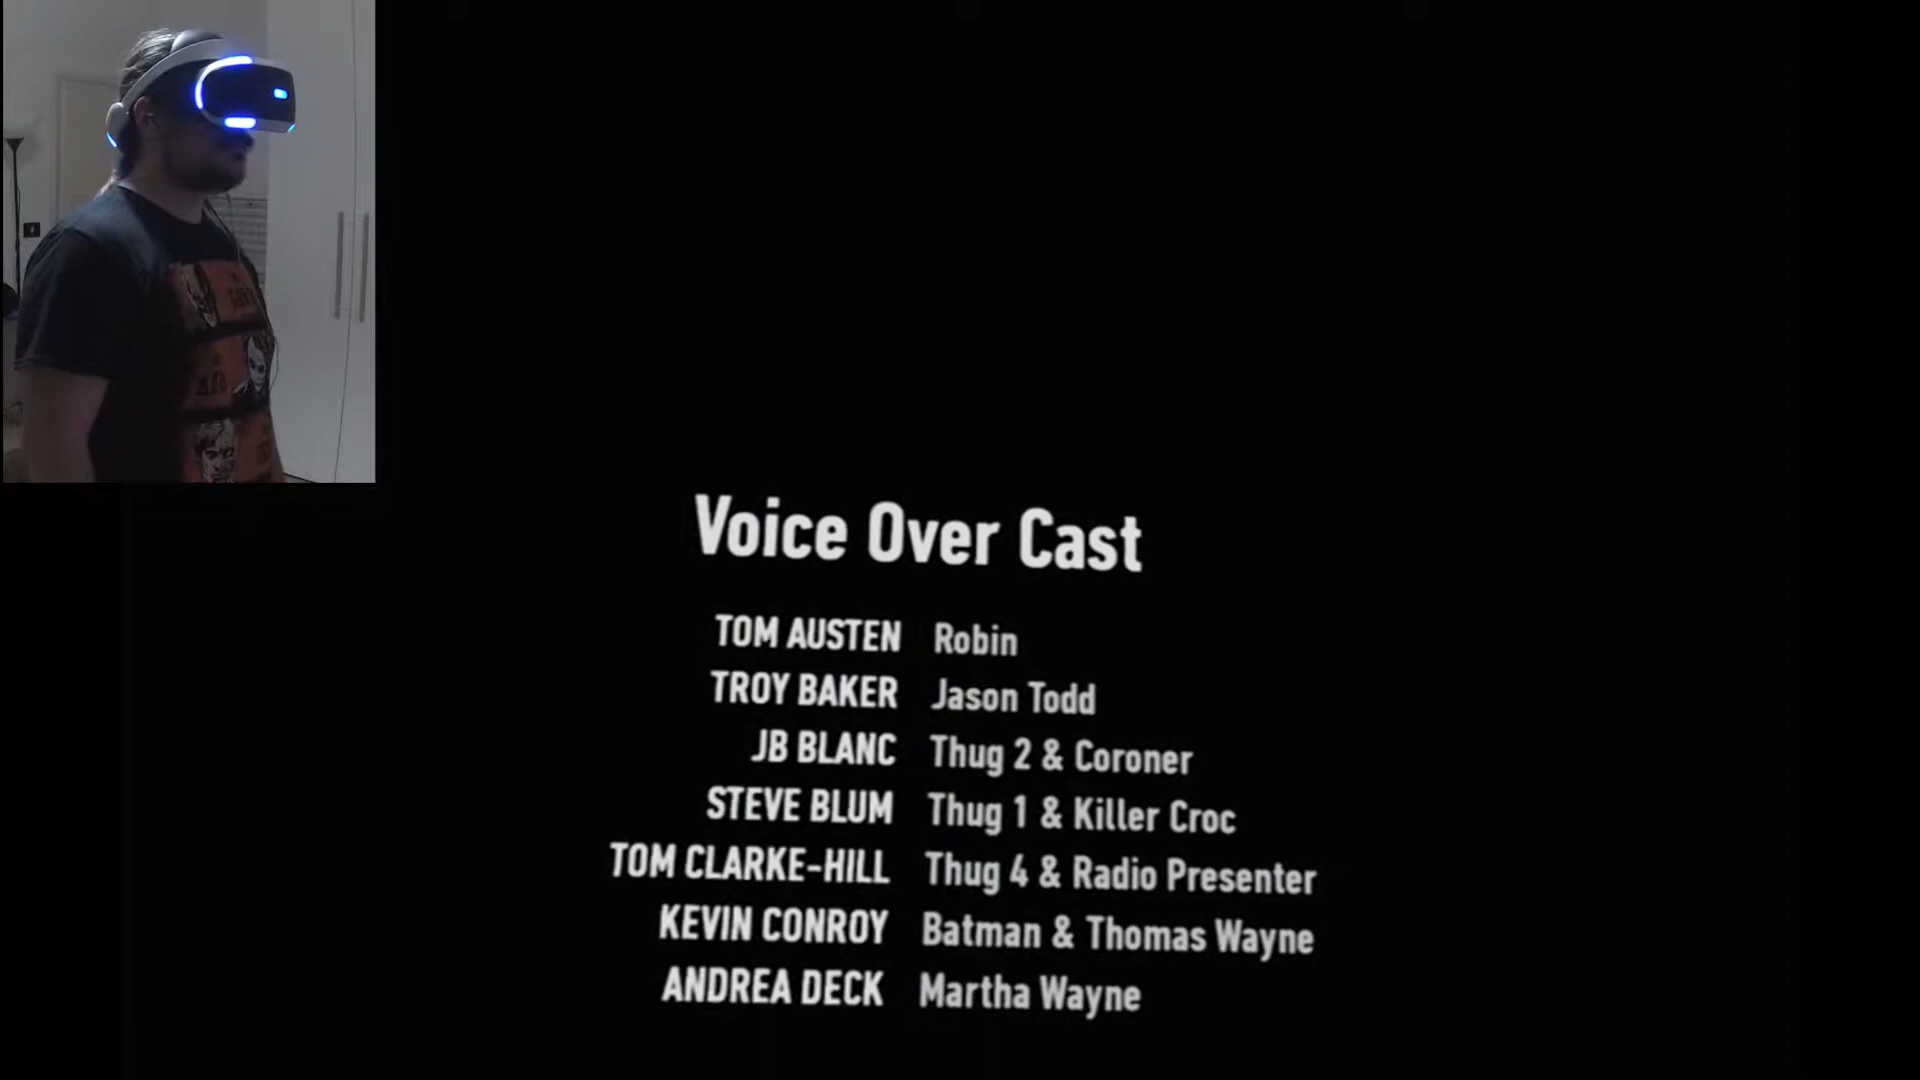 Voice Over Cast
TOM AUSTEN Robin
TROY BAKER Jason Todd
JB BLANC Thug 2 & Coroner
STEVE BLUM Thug 1 & Killer Croc
TOM CLARKE-HILL Thug 4 & Radio Presenter
KEVIN CONROY Batman & Thomas Wayne
ANDREA DECK Martha Wayne